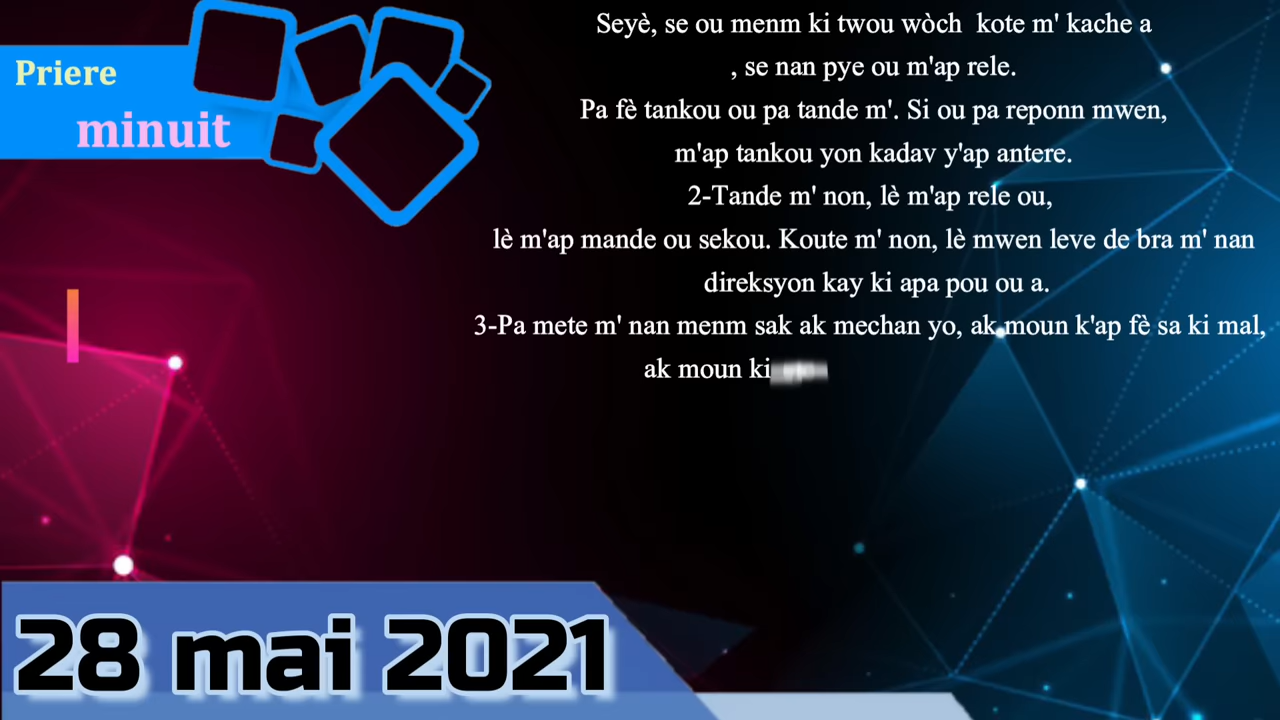 Priere
minuit
Seyè, se ou menm ki twou wòch kote m' kache a
, se nan pye ou m'ap rele.
Pa fè tankou ou pa tande m'. Si ou pa reponn mwen,
m'ap tankou yon kadav y'ap antere.
2-Tande m' non, lè m'ap rele ou,
lè m'ap mande ou sekou. Koute m' non, lè mwen leve de bra m' nan
direksyon kay ki apa pou ou a.
3-Pa mete m' nan menm sak ak mechan yo, ak moun k'ap fè sa ki mal,
ak moun ki
28 mai 2021